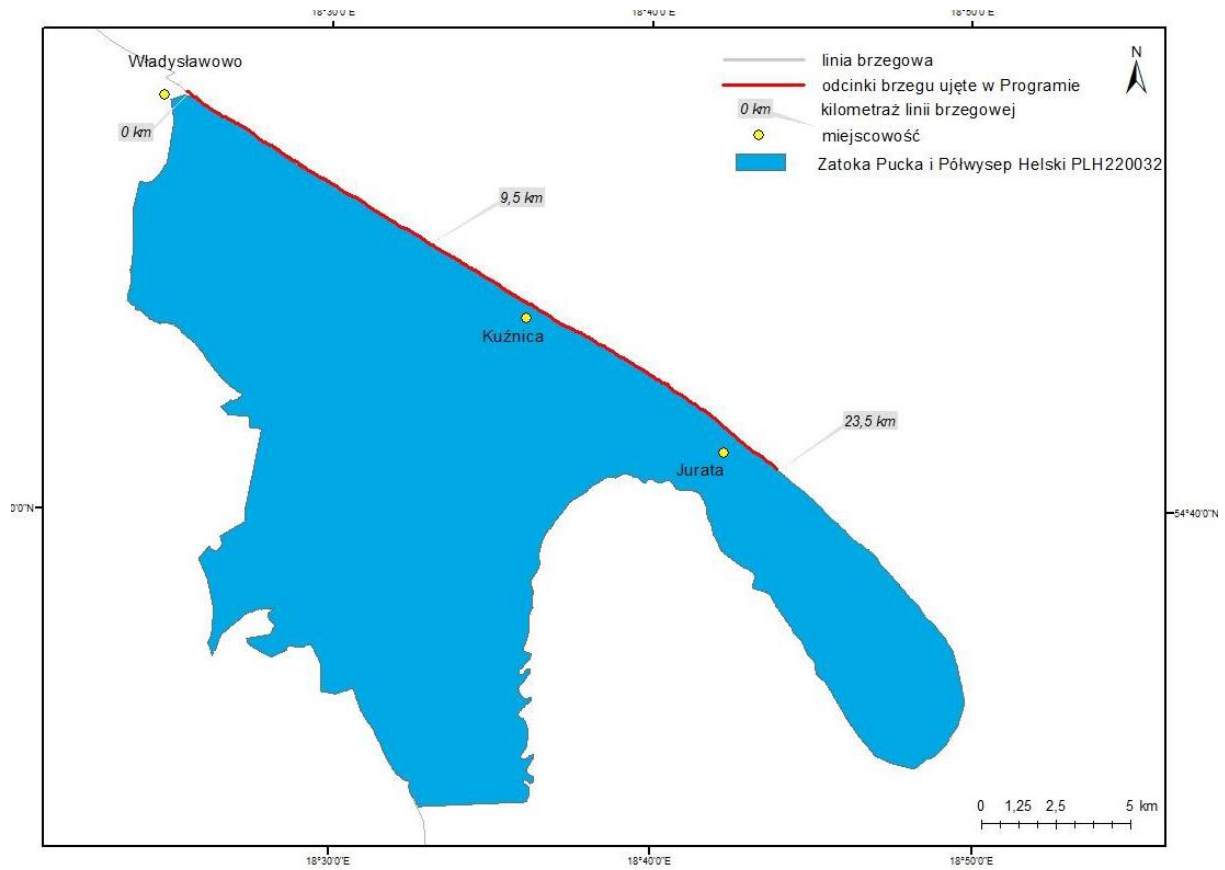 18°30'0"E
18°40'0"E
18°50'0"E
Władysławowo
linia brzegowa
odcinki brzegu ujęte w Programie
0 km
kilometraż linii brzegowej
miejscowość
Zatoka Pucka i Półwysep Helski PLH220032
N
0 km
9,5 km
Kuźnica
23,5 km
Jurata
0'0"N
54°40'0"N
0 1,25 2,5 5 km
18°30'0"E
18°40'0"E
18°50'0"E